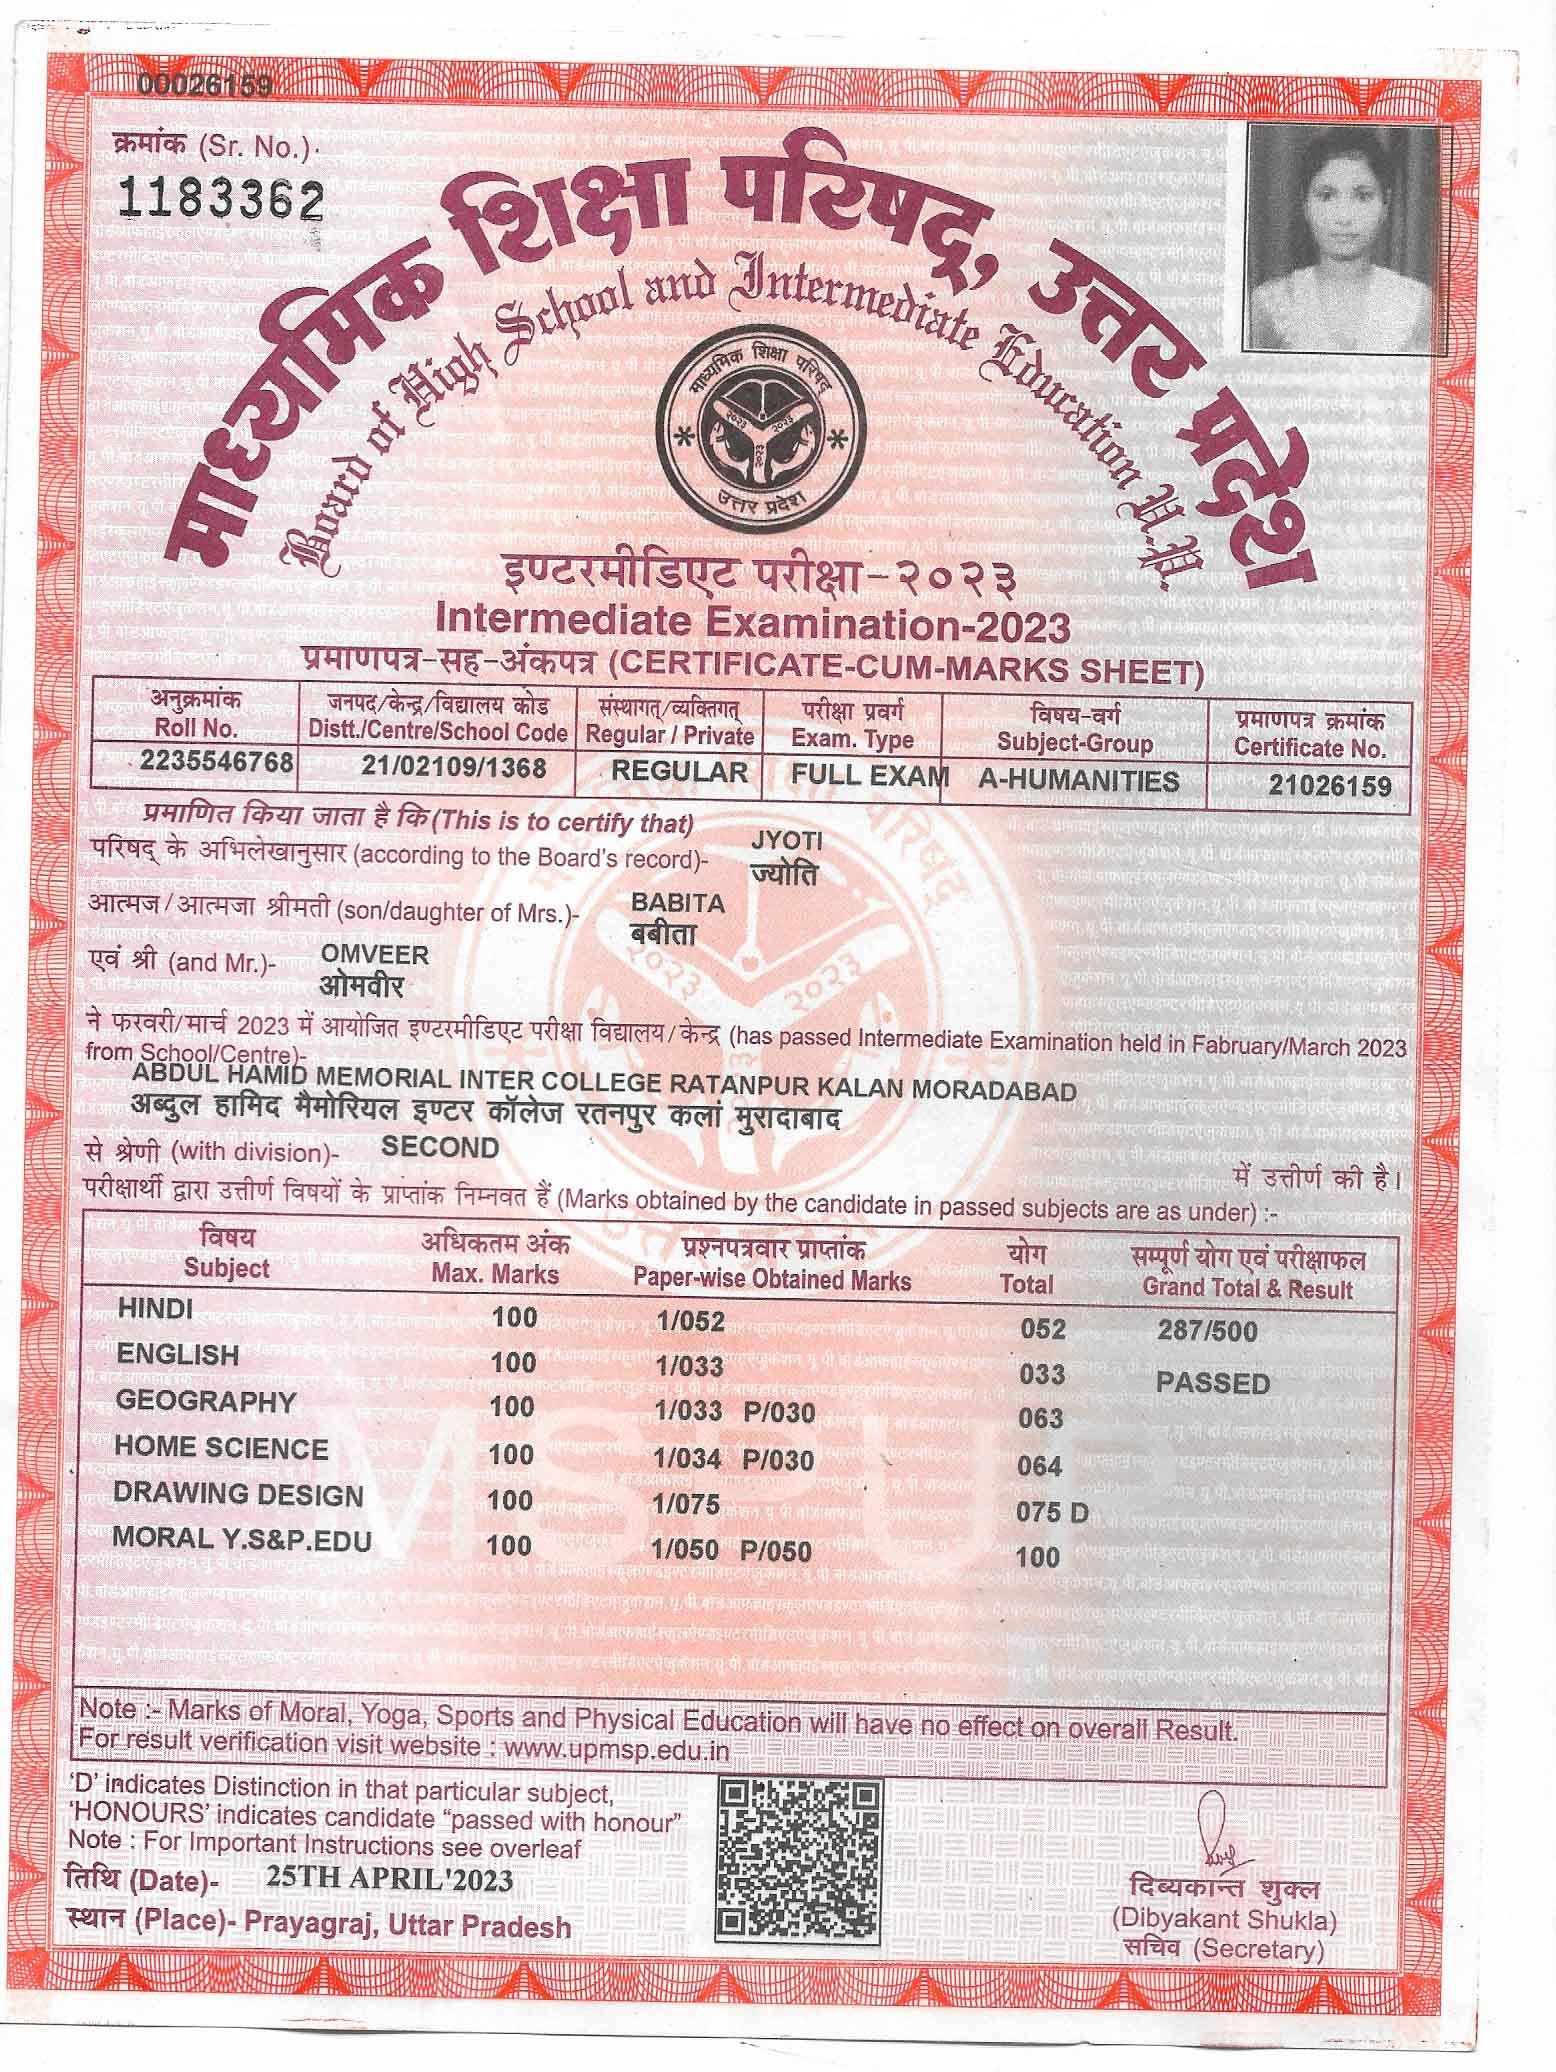 00026159
क्रमांक (Sr. No.)
1183362
माध्यमिक शिक्षा परिषद्, उत्तर प्रदेश
Board of High School and Intermediate Education U.P.
माध्यमिक शिक्षा परिषद्
२०२३ २०२३
२०२३
उत्तर प्रदेश
इण्टरमीडिएट परीक्षा-२०२३
Intermediate Examination-2023
प्रमाणपत्र-सह-अंकपत्र (CERTIFICATE-CUM-MARKS SHEET)
अनुक्रमांक जनपद/केन्द्र/विद्यालय कोड संस्थागत्/व्यक्तिगत् परीक्षा प्रवर्ग विषय-वर्ग प्रमाणपत्र क्रमांक
Roll No. Distt./Centre/School Code Regular / Private Exam. Type Subject-Group Certificate No.
2235546768 21/02109/1368 REGULAR FULL EXAM A-HUMANITIES 21026159
प्रमाणित किया जाता है कि (This is to certify that)
परिषद् के अभिलेखानुसार (according to the Board's record)- JYOTI
ज्योति
आत्मज/आत्मजा श्रीमती (son/daughter of Mrs.)- BABITA
बबीता
एवं श्री (and Mr.)- OMVEER
ओमवीर
ने फरवरी/मार्च 2023 में आयोजित इण्टरमीडिएट परीक्षा विद्यालय/केन्द्र (has passed Intermediate Examination held in Fabruary/March 2023
from School/Centre)-
ABDUL HAMID MEMORIAL INTER COLLEGE RATANPUR KALAN MORADABAD
अब्दुल हामिद मैमोरियल इण्टर कॉलेज रतनपुर कलां मुरादाबाद
से श्रेणी (with division)- SECOND में उत्तीर्ण की है।
परीक्षार्थी द्वारा उत्तीर्ण विषयों के प्राप्तांक निम्नवत हैं (Marks obtained by the candidate in passed subjects are as under) :-
विषय अधिकतम अंक प्रश्नपत्रवार प्राप्तांक योग सम्पूर्ण योग एवं परीक्षाफल
Subject Max. Marks Paper-wise Obtained Marks Total Grand Total & Result
HINDI 100 1/052 052 287/500
ENGLISH 100 1/033 033 PASSED
GEOGRAPHY 100 1/033 P/030 063
HOME SCIENCE 100 1/034 P/030 064
DRAWING DESIGN 100 1/075 075 D
MORAL Y.S&P.EDU 100 1/050 P/050 100
Note :- Marks of Moral, Yoga, Sports and Physical Education will have no effect on overall Result.
For result verification visit website : www.upmsp.edu.in
'D' indicates Distinction in that particular subject,
'HONOURS' indicates candidate "passed with honour"
Note : For Important Instructions see overleaf
तिथि (Date)- 25TH APRIL'2023
स्थान (Place)- Prayagraj, Uttar Pradesh
दिब्यकान्त शुक्ल
(Dibyakant Shukla)
सचिव (Secretary)